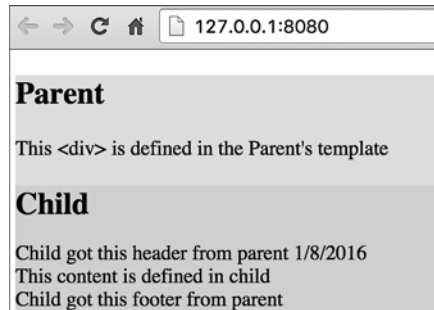 127.0.0.1:8080
Parent
This <div> is defined in the Parent's template
Child
Child got this header from parent 1/8/2016
This content is defined in child
Child got this footer from parent